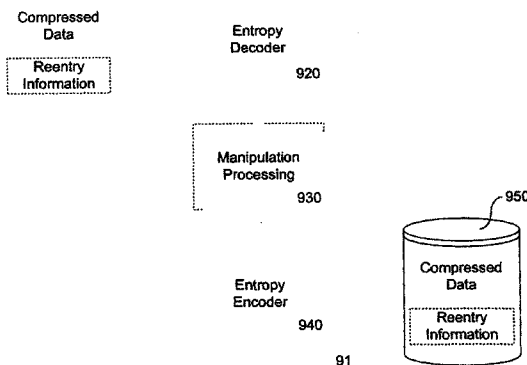 Compressed
Data
Reentry
Information
Entropy
Decoder
920
Manipulation
Processing
930
950
Compressed
Data
Reentry
Information
Entropy
Encoder
940
91